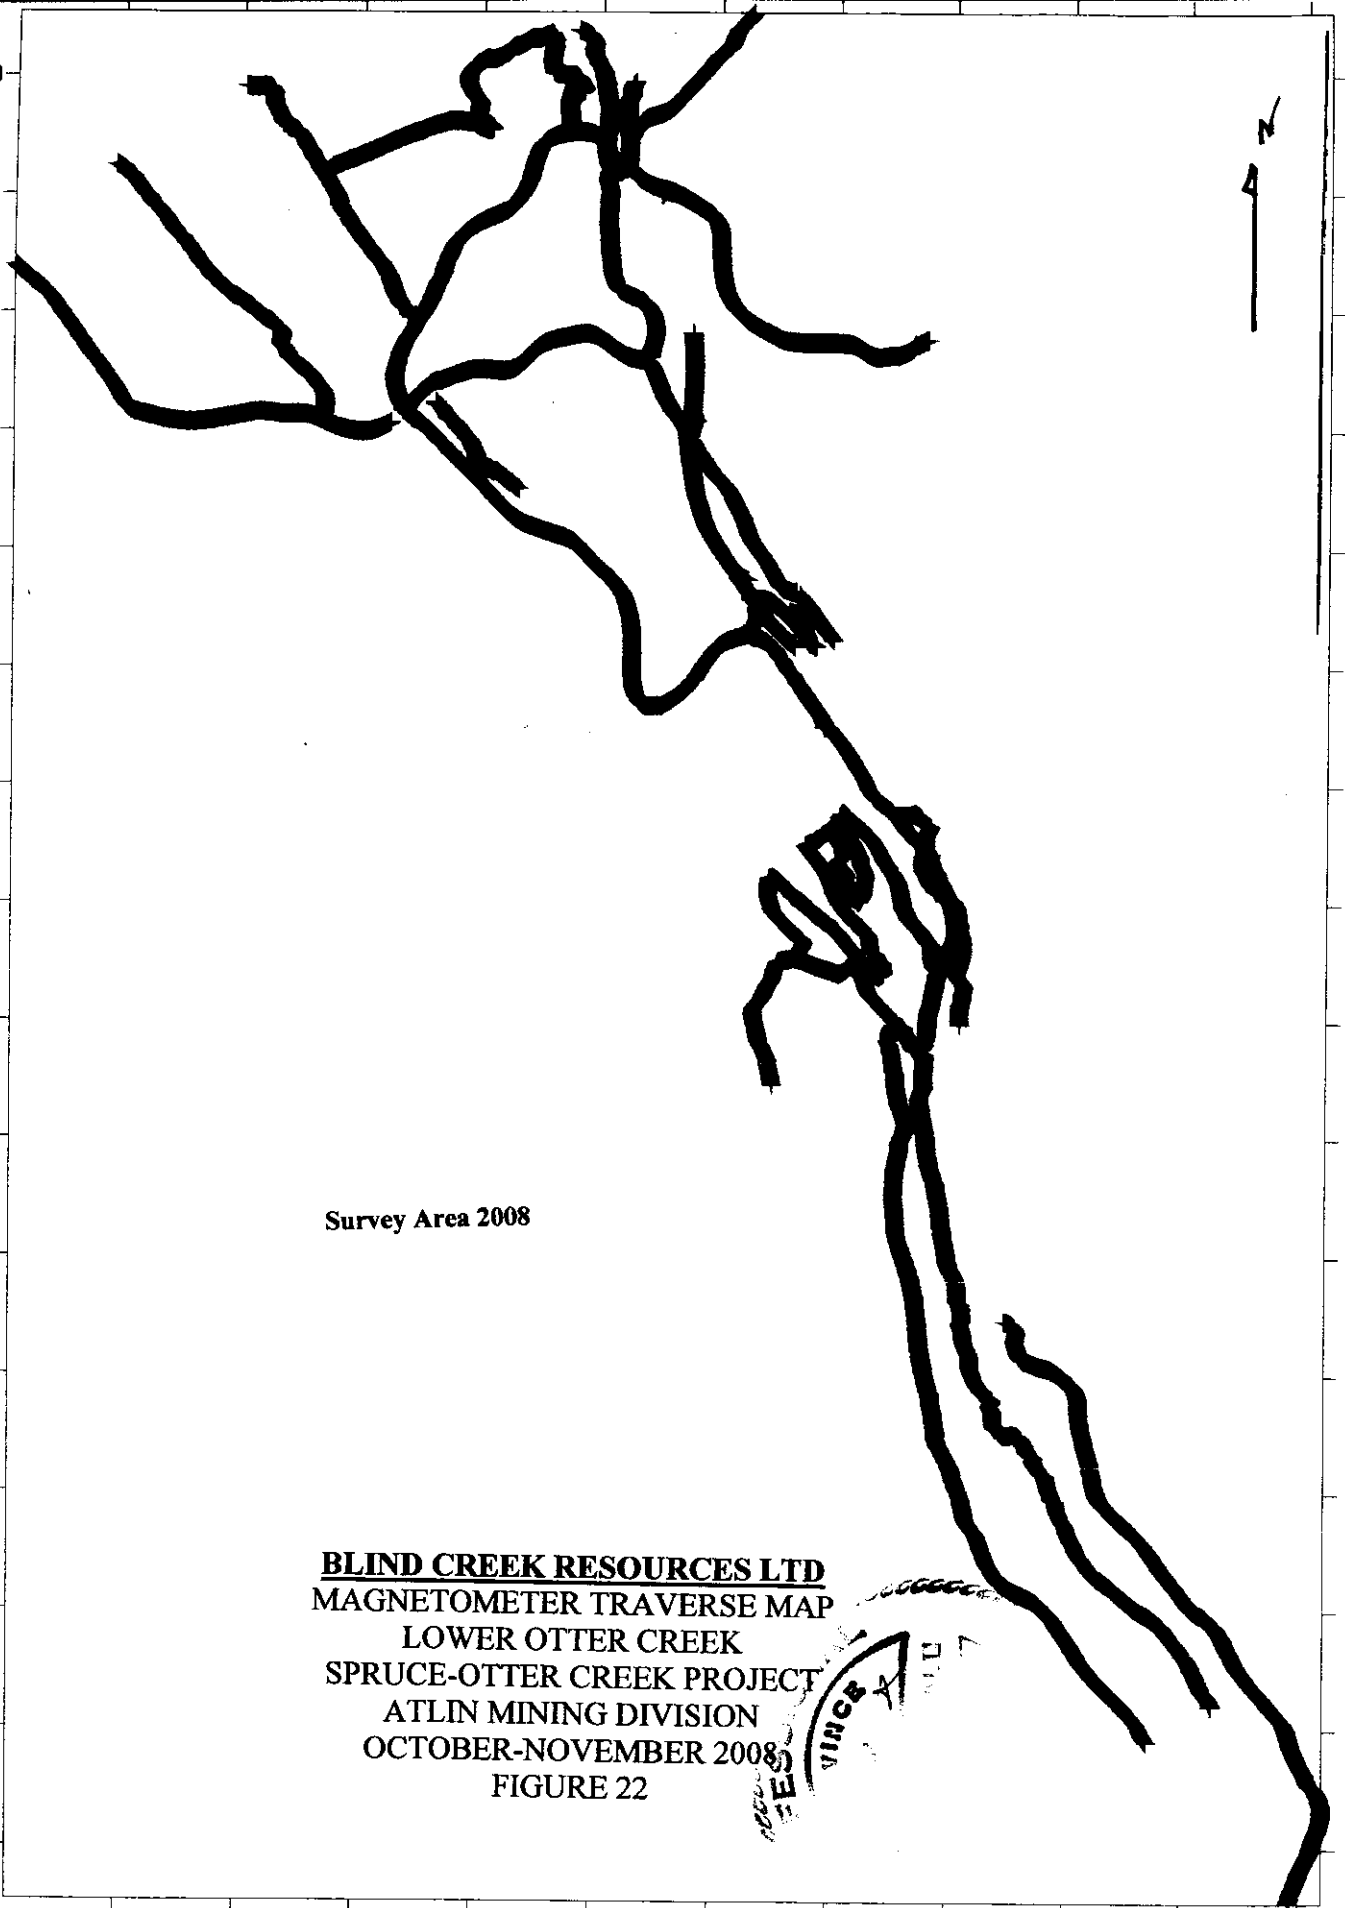 N
Survey Area 2008
BLIND CREEK RESOURCES LTD
MAGNETOMETER TRAVERSE MAP
LOWER OTTER CREEK
SPRUCE-OTTER CREEK PROJECT
ATLIN MINING DIVISION
OCTOBER-NOVEMBER 2008
FIGURE 22
VINCE